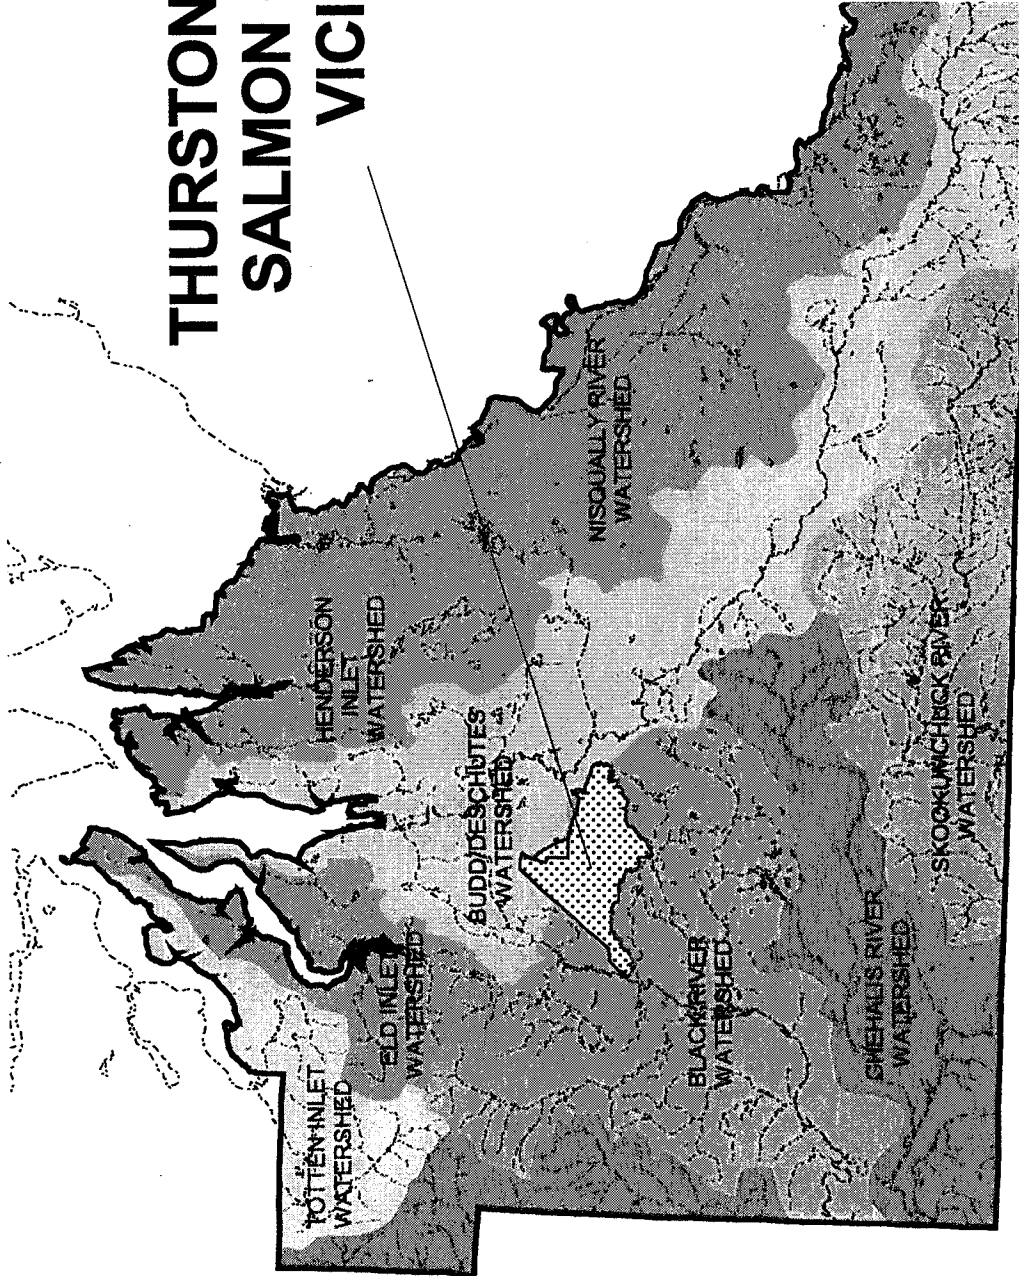 THURSTON
SALMON
VICI
TOTTEN INLET
WATERSHED
ELD INLET
WATERSHED
HENDERSON
INLET
WATERSHED
BUDD/DESCHUTES
WATERSHED
NISQUALLY RIVER
WATERSHED
BLACK RIVER
WATERSHED
CHEHALIS RIVER
WATERSHED
SKOOKUMCHUCK RIVER
WATERSHED